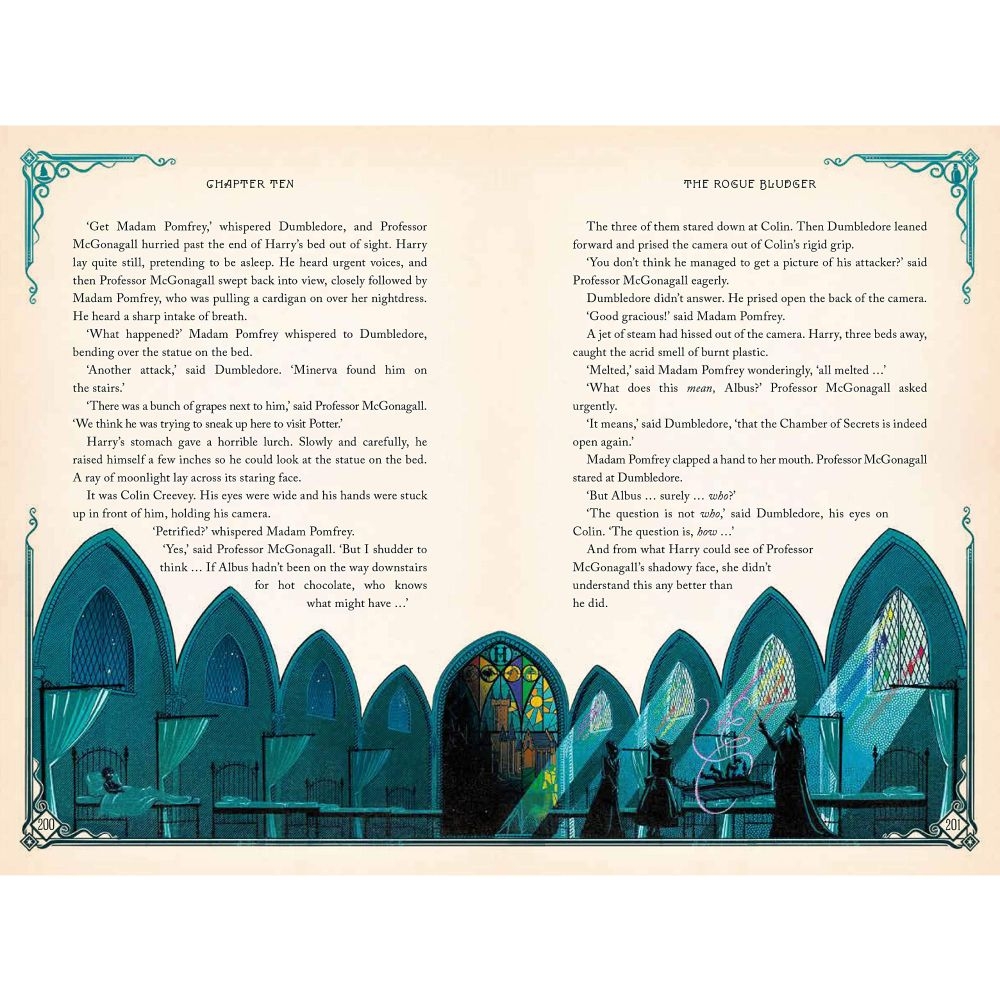 CHAPTER TEN
‘Get Madam Pomfrey,’ whispered Dumbledore, and Professor
McGonagall hurried past the end of Harry’s bed out of sight. Harry
lay quite still, pretending to be asleep. He heard urgent voices, and
then Professor McGonagall swept back into view, closely followed by
Madam Pomfrey, who was pulling a cardigan on over her nightdress.
He heard a sharp intake of breath.
‘What happened?’ Madam Pomfrey whispered to Dumbledore,
bending over the statue on the bed.
‘Another attack,’ said Dumbledore. ‘Minerva found him on
the stairs.’
‘There was a bunch of grapes next to him,’ said Professor McGonagall.
‘We think he was trying to sneak up here to visit Potter.’
Harry’s stomach gave a horrible lurch. Slowly and carefully, he
raised himself a few inches so he could look at the statue on the bed.
A ray of moonlight lay across its staring face.
It was Colin Creevey. His eyes were wide and his hands were stuck
up in front of him, holding his camera.
‘Petrified?’ whispered Madam Pomfrey.
‘Yes,’ said Professor McGonagall. ‘But I shudder to
think … If Albus hadn’t been on the way downstairs
for hot chocolate, who knows
what might have …’
200
THE ROGUE BLUDGER
The three of them stared down at Colin. Then Dumbledore leaned
forward and prised the camera out of Colin’s rigid grip.
‘You don’t think he managed to get a picture of his attacker?’ said
Professor McGonagall eagerly.
Dumbledore didn’t answer. He prised open the back of the camera.
‘Good gracious!’ said Madam Pomfrey.
A jet of steam had hissed out of the camera. Harry, three beds away,
caught the acrid smell of burnt plastic.
‘Melted,’ said Madam Pomfrey wonderingly, ‘all melted …’
‘What does this mean, Albus?’ Professor McGonagall asked
urgently.
‘It means,’ said Dumbledore, ‘that the Chamber of Secrets is indeed
open again.’
Madam Pomfrey clapped a hand to her mouth. Professor McGonagall
stared at Dumbledore.
‘But Albus … surely … who?’
‘The question is not who,’ said Dumbledore, his eyes on
Colin. ‘The question is, how …’
And from what Harry could see of Professor
McGonagall’s shadowy face, she didn’t
understand this any better than
he did.
H
201